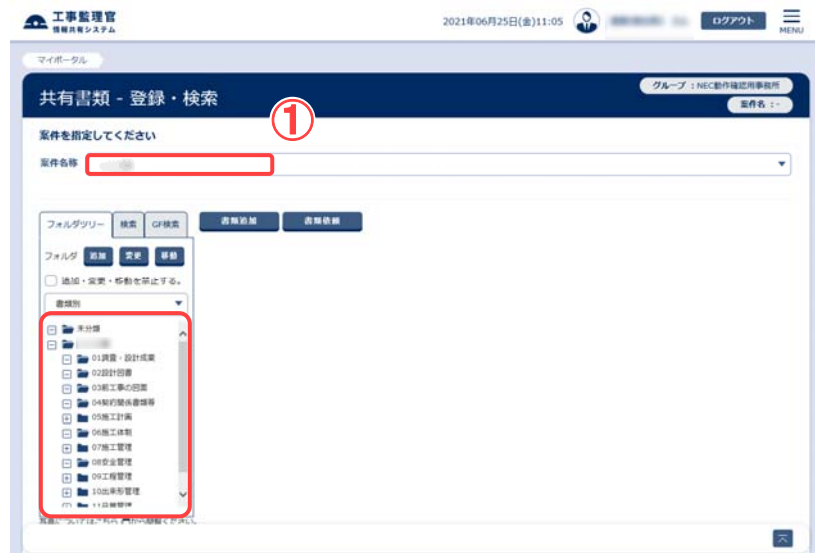 工事監理官
情報共有システム
2021年06月25日(金)11:05
ログアウト
MENU
マイポータル
共有書類 - 登録・検索
グループ：NEC動作確認用事務所
案件名：-
①
案件を指定してください
案件名称
フォルダツリー 検索 GF検索 書類追加 書類依頼
フォルダ 追加 変更 移動
追加・変更・移動を禁止する。
書類別
未分類
01調査・設計成果
02設計図書
03前工事の図面
04契約関係書類等
05施工計画
06施工体制
07施工管理
08安全管理
09工程管理
10出来形管理